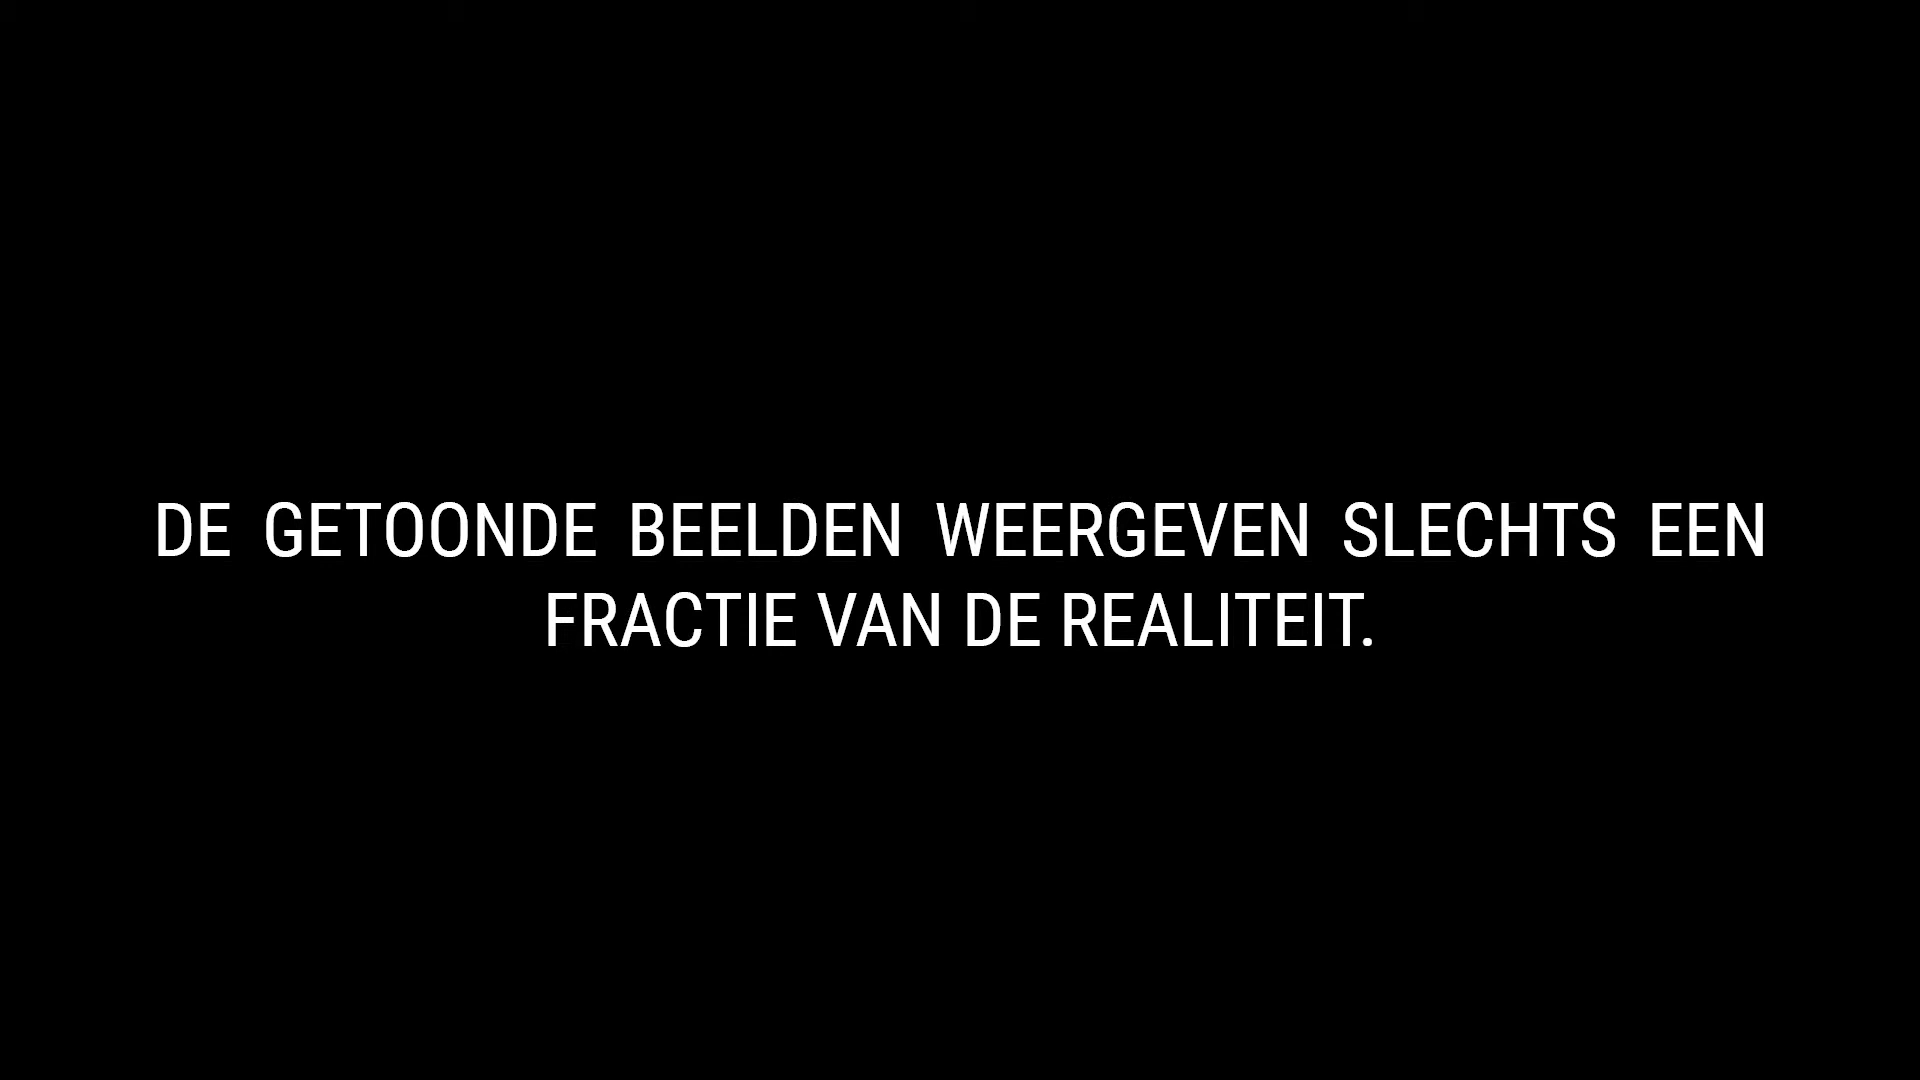 DE GETOONDE BEELDEN WEERGEVEN SLECHTS EEN
FRACTIE VAN DE REALITEIT.